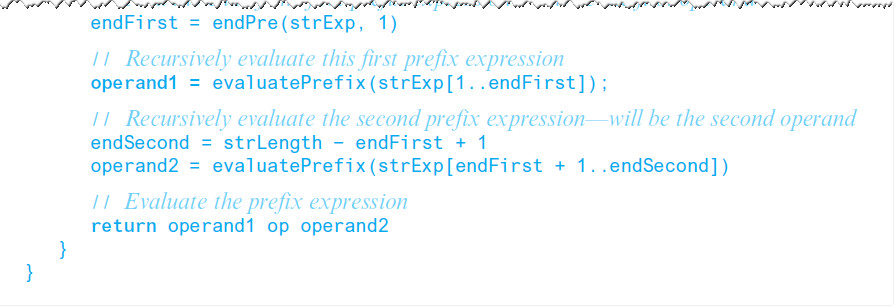 endFirst = endPre(strExp, 1)
// Recursively evaluate this first prefix expression
operand1 = evaluatePrefix(strExp[1..endFirst]);
// Recursively evaluate the second prefix expression—will be the second operand
endSecond = strLength – endFirst + 1
operand2 = evaluatePrefix(strExp[endFirst + 1..endSecond])
// Evaluate the prefix expression
return operand1 op operand2
}
}